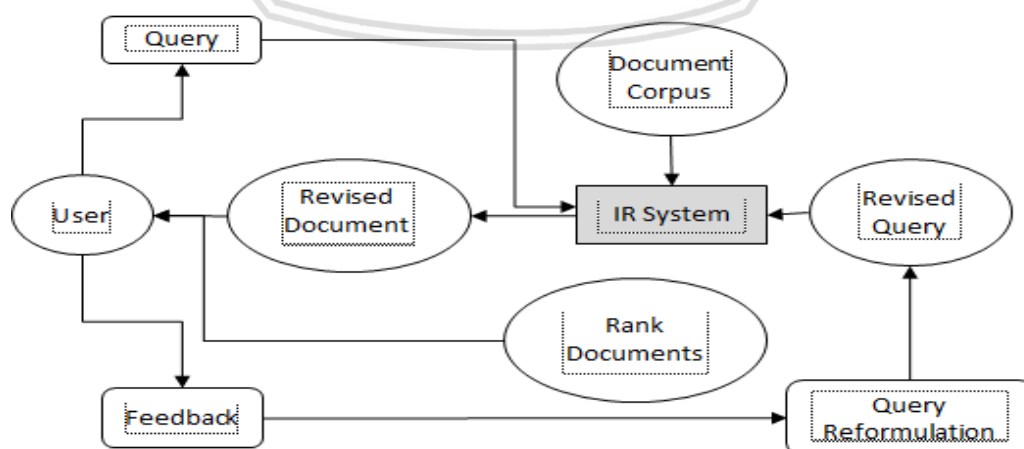 Query
Document
Corpus
User
Revised
Document
IR System
Revised
Query
Rank
Documents
Feedback
Query
Reformulation